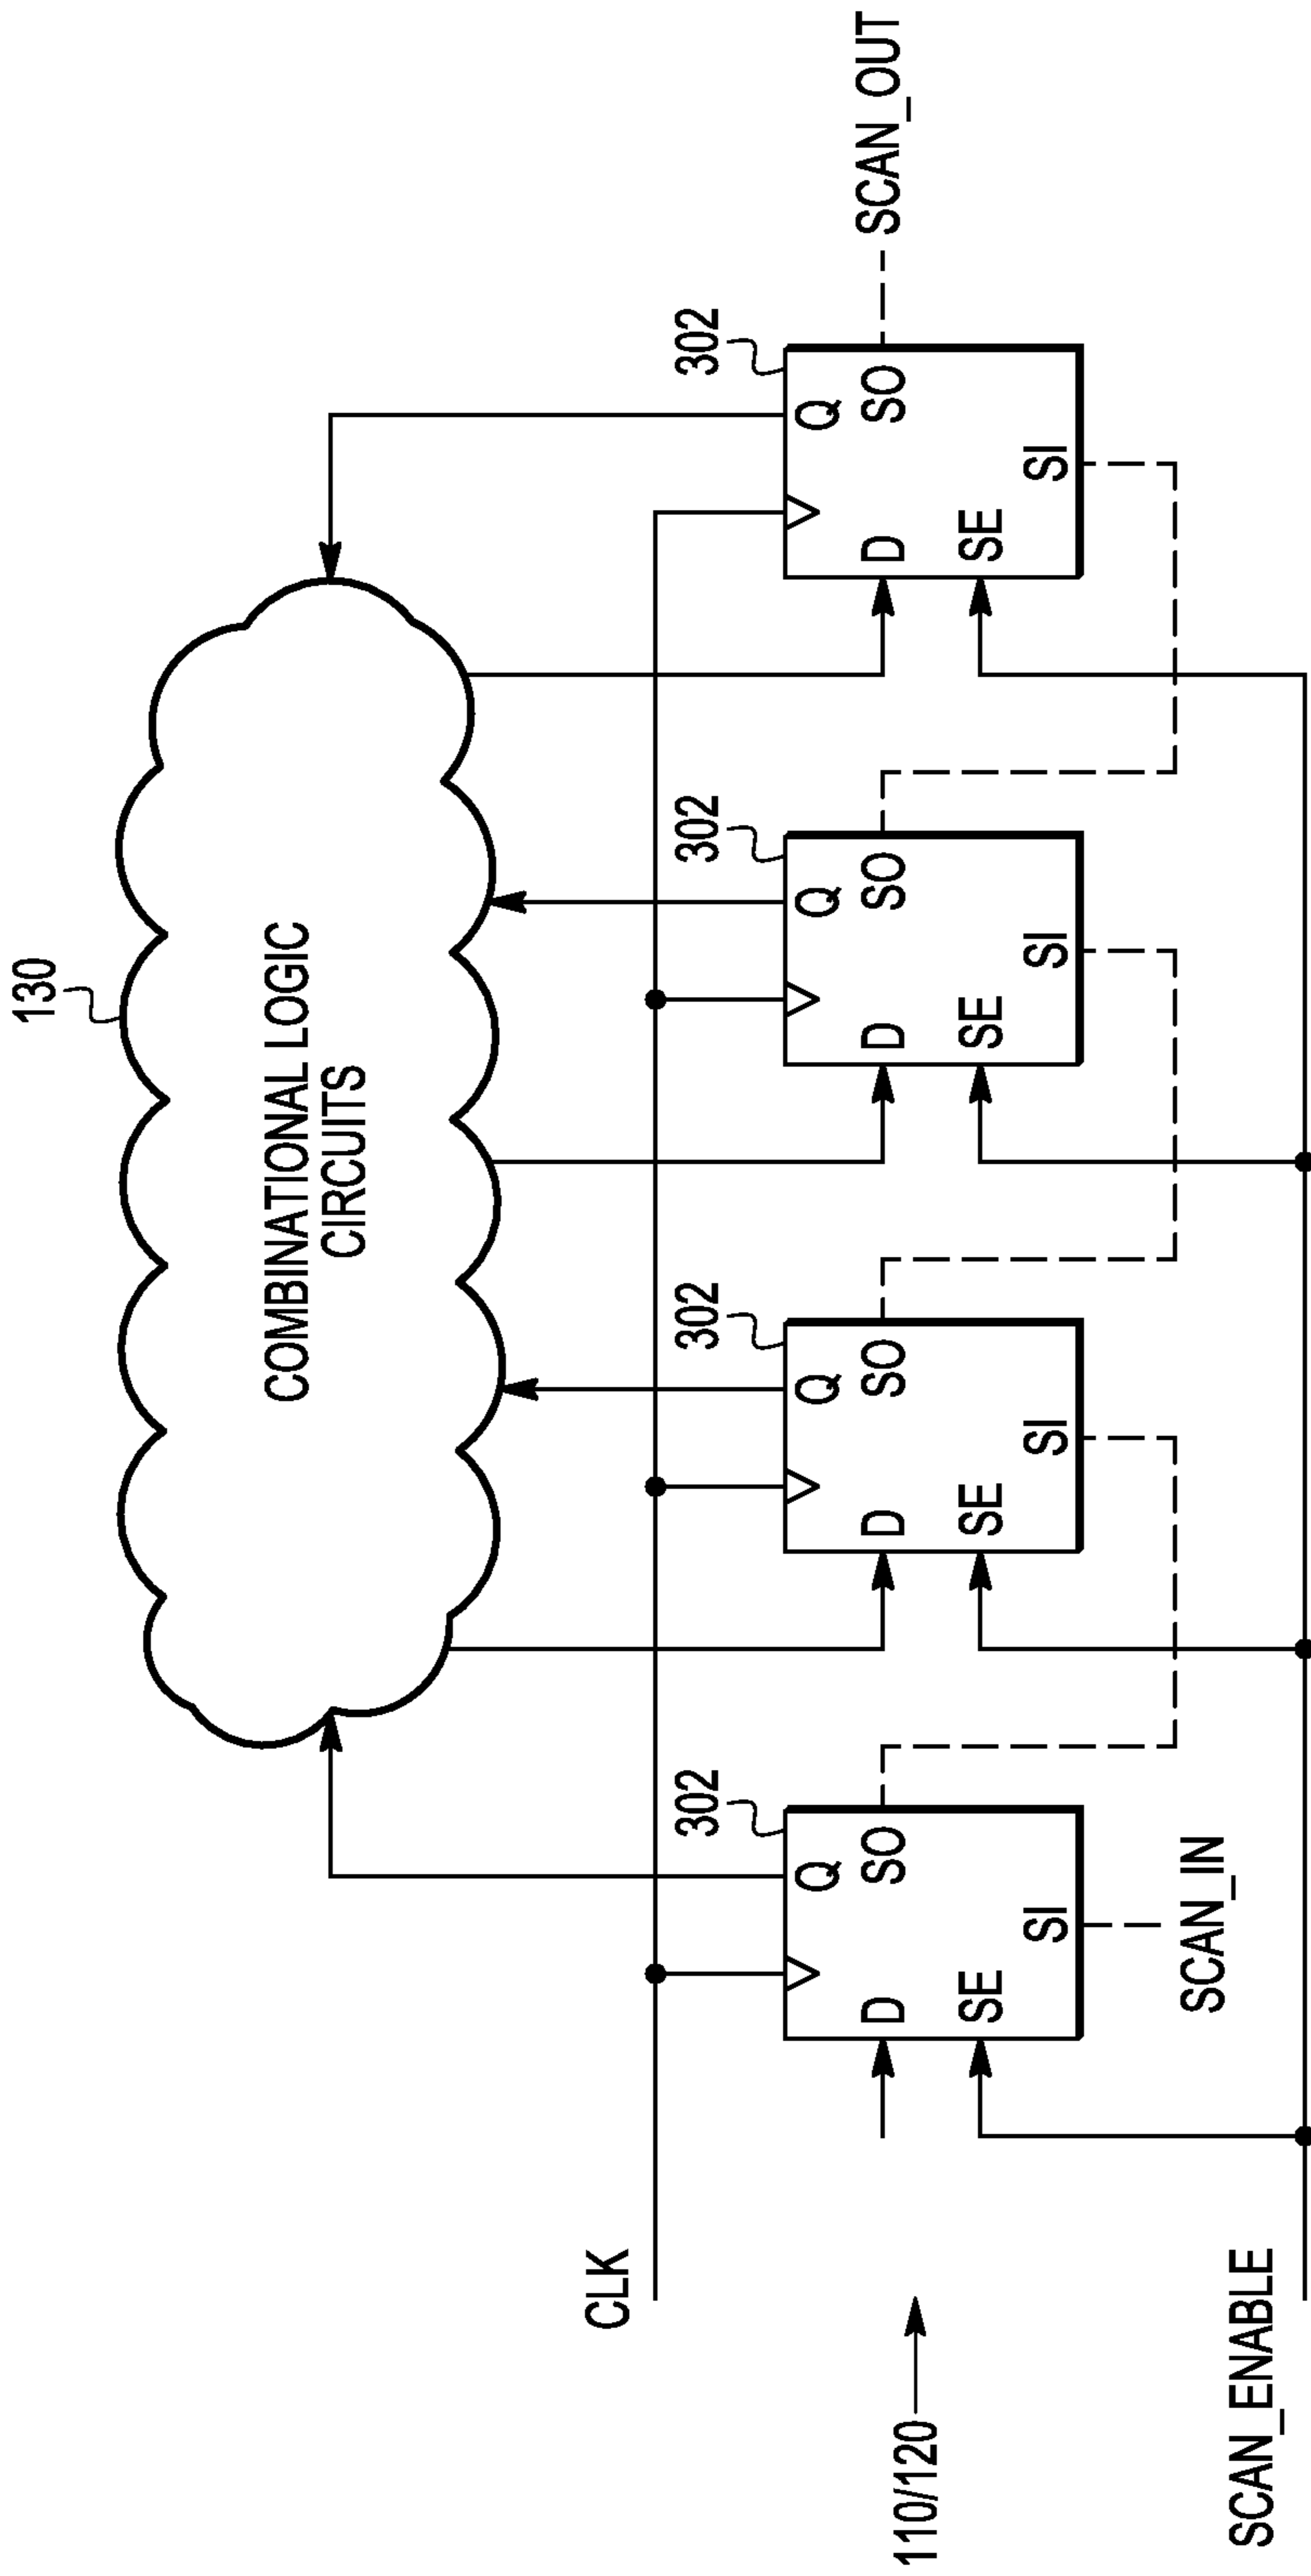 130
COMBINATIONAL LOGIC
CIRCUITS
CLK
302
302
302
302
Q
Q
Q
Q
D
SO
D
SO
D
SO
D
SO
SCAN_OUT
110/120
SE
SE
SE
SE
SI
SI
SI
SI
SCAN_IN
SCAN_ENABLE